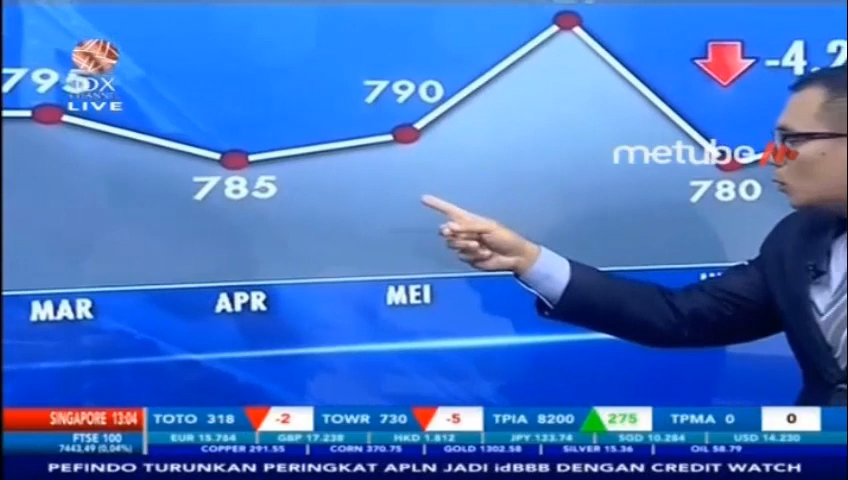 795
IDX
CHANNEL
LIVE
790
-4,2
metube
785
780
MAR
APR
MEI
SINGAPORE 13:04
TOTO 318 -2
TOWR 730 -5
TPIA 8200 275
TPMA 0 0
FTSE 100
7443,49 (0,04%)
EUR 15.784
GBP 17.238
HKD 1.812
JPY 133.74
SGD 10.284
USD 14.230
COPPER 291.55
CORN 370.75
GOLD 1302.58
SILVER 15.36
OIL 58.79
PEFINDO TURUNKAN PERINGKAT APLN JADI idBBB DENGAN CREDIT WATCH